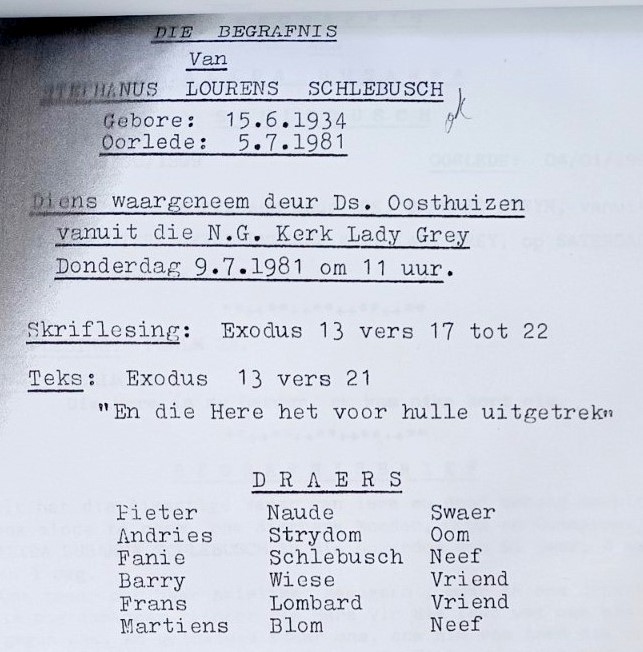 DIE BEGRAFNIS
Van
STEPHANUS LOURENS SCHLEBUSCH
Gebore: 15.6.1934
Oorlede: 5.7.1981
Diens waargeneem deur Ds. Oosthuizen
vanuit die N.G. Kerk Lady Grey
Donderdag 9.7.1981 om 11 uur.
Skriflesing: Exodus 13 vers 17 tot 22
Teks: Exodus 13 vers 21
"En die Here het voor hulle uitgetrek"
DRAERS
Pieter Naude Swaer
Andries Strydom Oom
Fanie Schlebusch Neef
Barry Wiese Vriend
Frans Lombard Vriend
Martiens Blom Neef